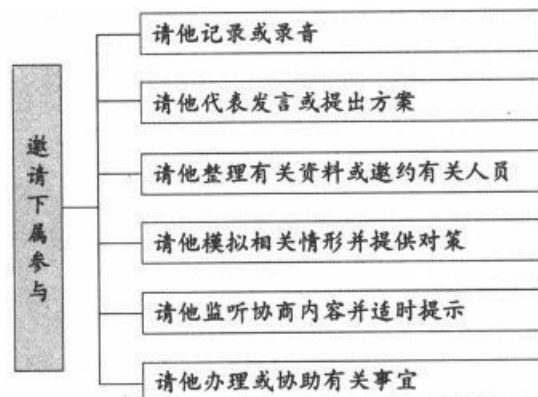 邀请下属参与
请他记录或录音
请他代表发言或提出方案
请他整理有关资料或邀约有关人员
请他模拟相关情形并提供对策
请他监听协商内容并适时提示
请他办理或协助有关事宜